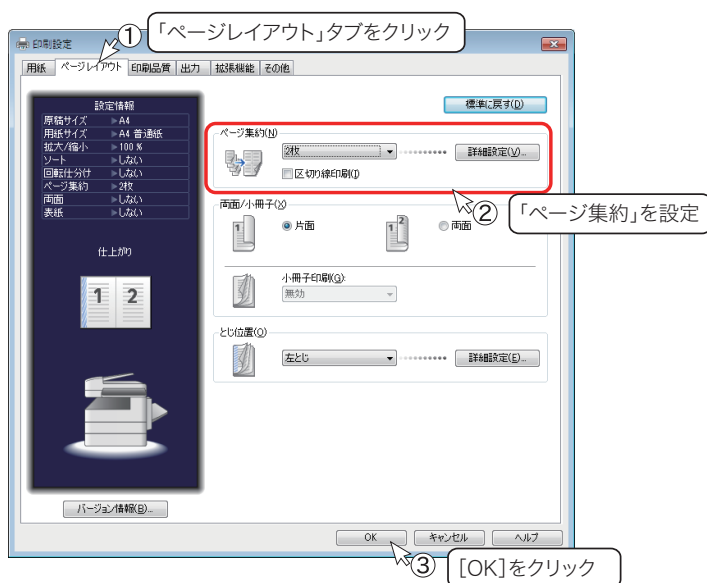 ① 「ページレイアウト」タブをクリック
印刷設定
用紙 ページレイアウト 印刷品質 出力 拡張機能 その他
設定情報
原稿サイズ ▶A4
用紙サイズ ▶A4 普通紙
拡大/縮小 ▶100 %
ソート ▶しない
回転仕分け ▶しない
ページ集約 ▶2枚
両面 ▶しない
表紙 ▶しない
仕上がり
1 2
バージョン情報(B)...
標準に戻す(D)
ページ集約(N)
2枚 詳細設定(V)...
区切り線印刷(I)
② 「ページ集約」を設定
両面/小冊子(X)
1 片面 1 2 両面
小冊子印刷(G):
無効
とじ位置(O)
左とじ 詳細設定(E)...
OK キャンセル ヘルプ
③ [OK]をクリック